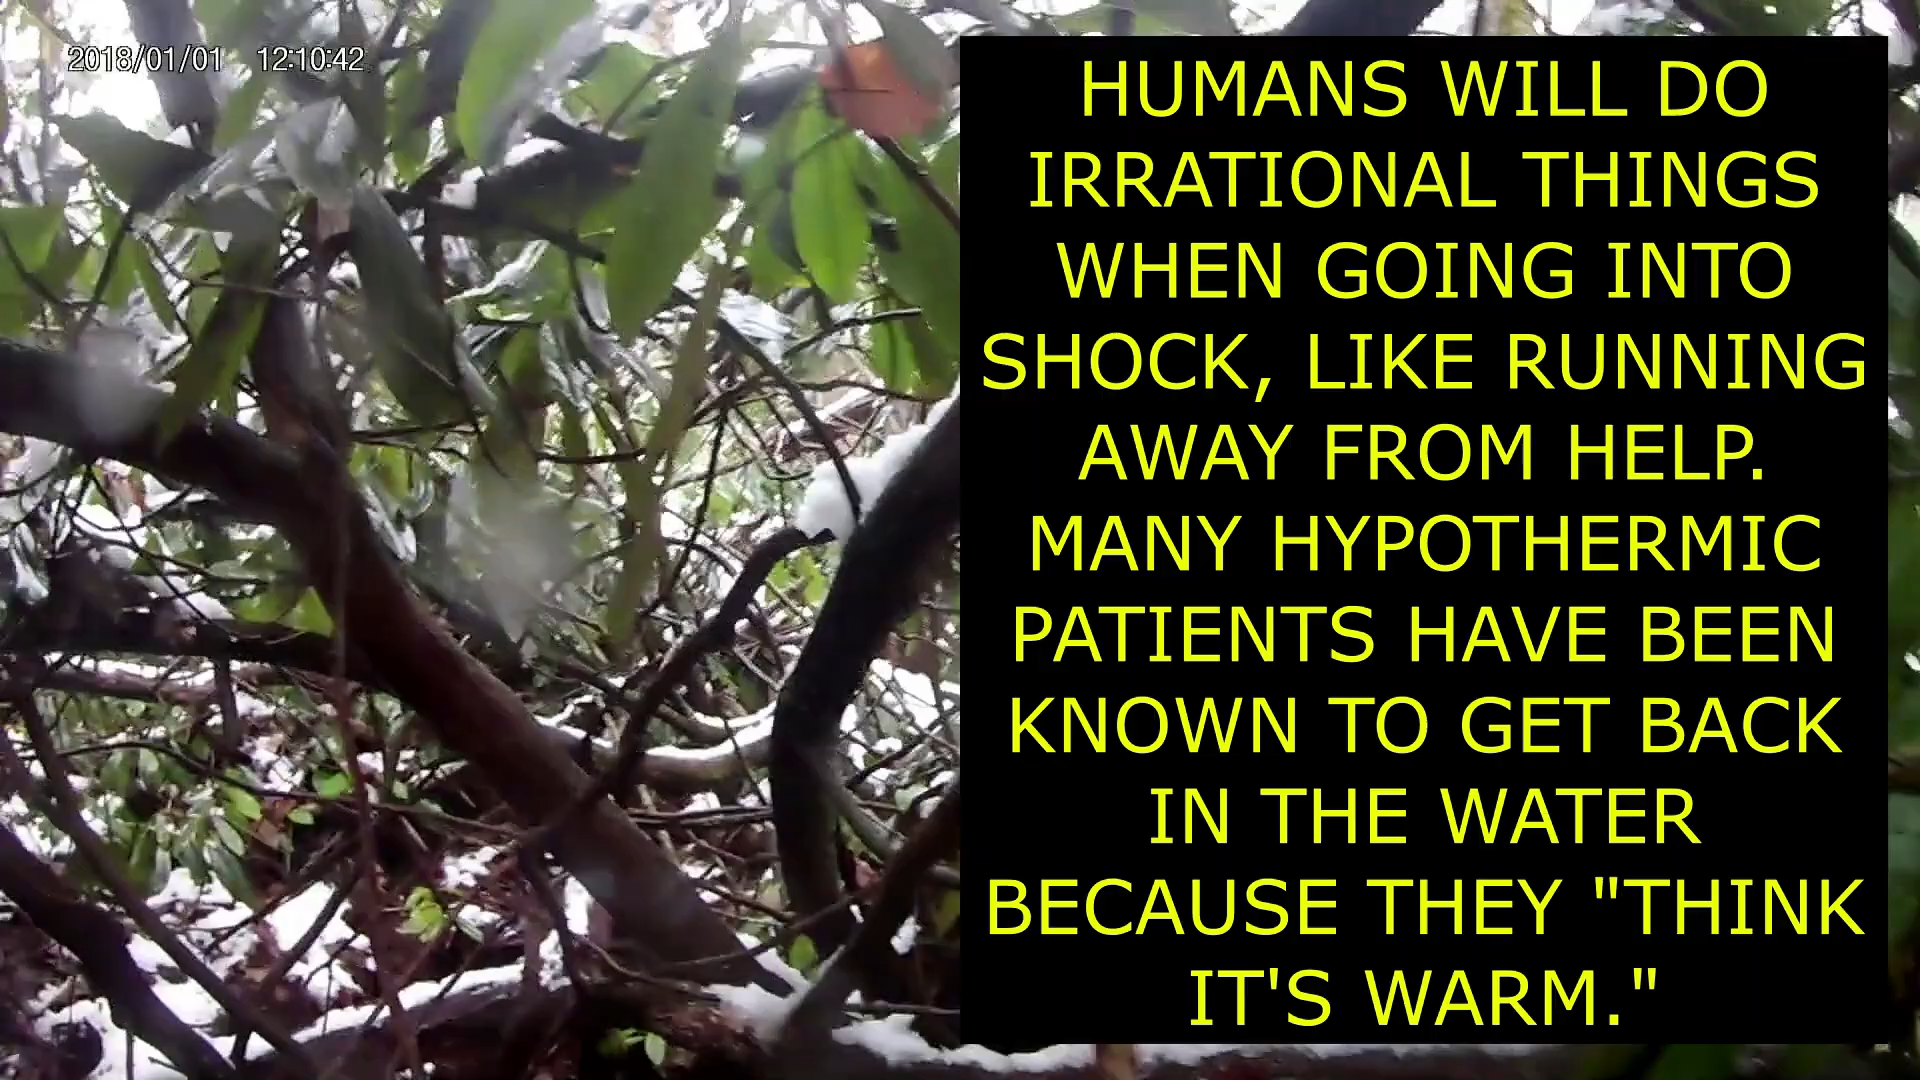 2018/01/01 12:10:42
HUMANS WILL DO
IRRATIONAL THINGS
WHEN GOING INTO
SHOCK, LIKE RUNNING
AWAY FROM HELP.
MANY HYPOTHERMIC
PATIENTS HAVE BEEN
KNOWN TO GET BACK
IN THE WATER
BECAUSE THEY "THINK
IT'S WARM."